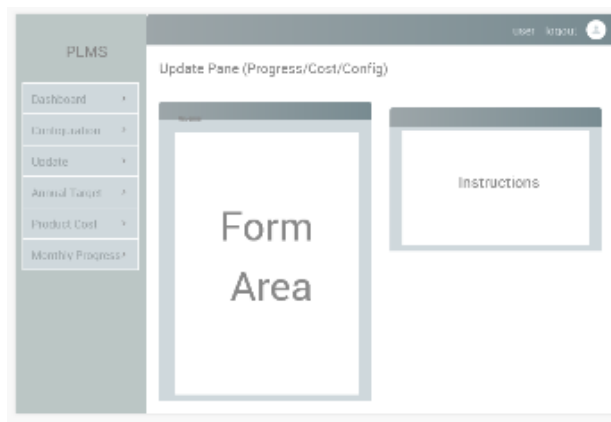 PLMS
user logout
Update Pane (Progress/Cost/Config)
Dashboard
Configuration
Update
Annual Target
Product Cost
Monthly Progress
Form
Area
Instructions